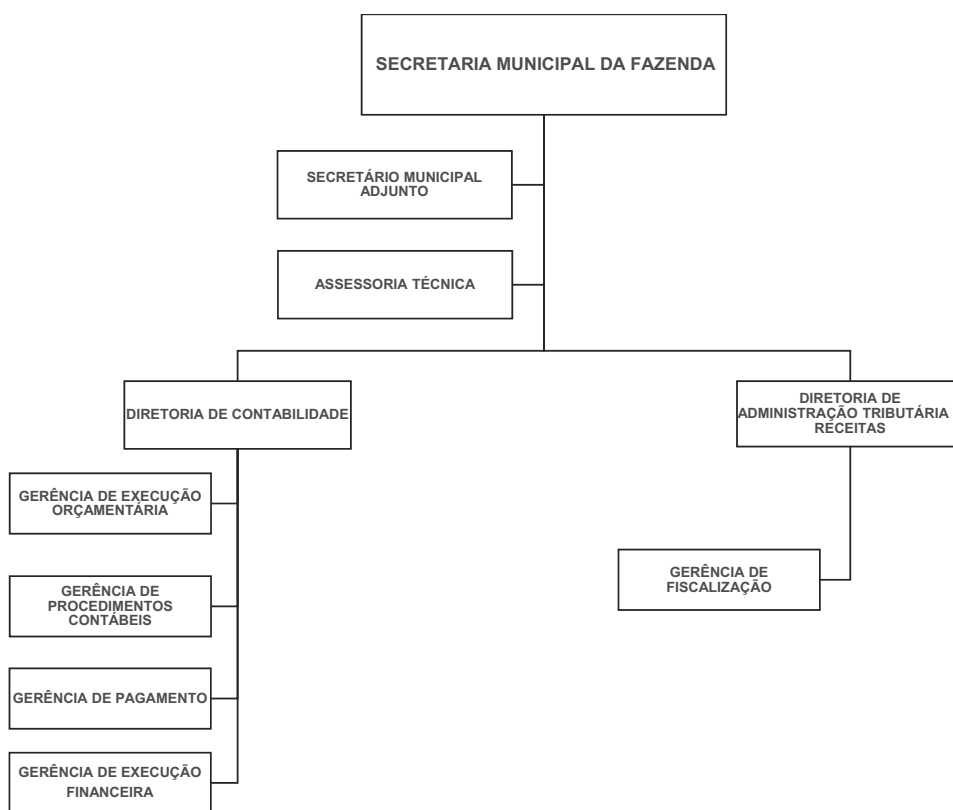 SECRETARIA MUNICIPAL DA FAZENDA
SECRETÁRIO MUNICIPAL
ADJUNTO
ASSESSORIA TÉCNICA
DIRETORIA DE CONTABILIDADE
DIRETORIA DE
ADMINISTRAÇÃO TRIBUTÁRIA
RECEITAS
GERÊNCIA DE EXECUÇÃO
ORÇAMENTÁRIA
GERÊNCIA DE
PROCEDIMENTOS
CONTÁBEIS
GERÊNCIA DE PAGAMENTO
GERÊNCIA DE EXECUÇÃO
FINANCEIRA
GERÊNCIA DE
FISCALIZAÇÃO